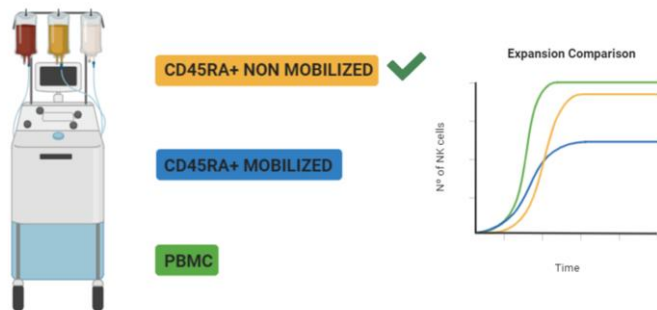 CD45RA+ NON MOBILIZED
CD45RA+ MOBILIZED
PBMC
Expansion Comparison
Nº of NK cells
Time